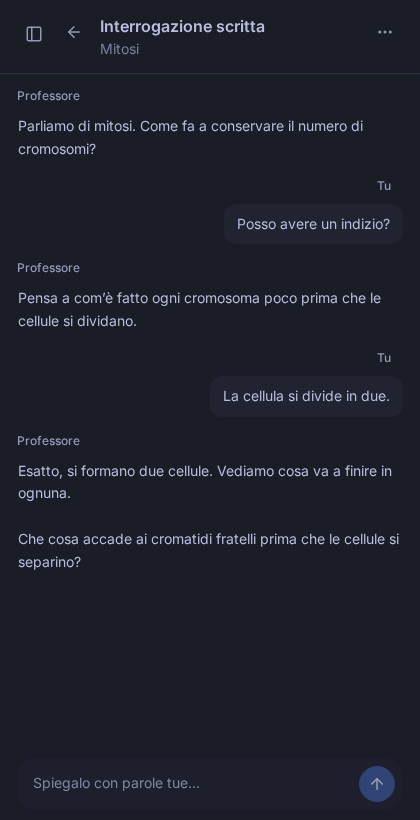 Interrogazione scritta
Mitosi
Professore
Parliamo di mitosi. Come fa a conservare il numero di
cromosomi?
Tu
Posso avere un indizio?
Professore
Pensa a com’è fatto ogni cromosoma poco prima che le
cellule si dividano.
Tu
La cellula si divide in due.
Professore
Esatto, si formano due cellule. Vediamo cosa va a finire in
ognuna.
Che cosa accade ai cromatidi fratelli prima che le cellule si
separino?
Spiegalo con parole tue…